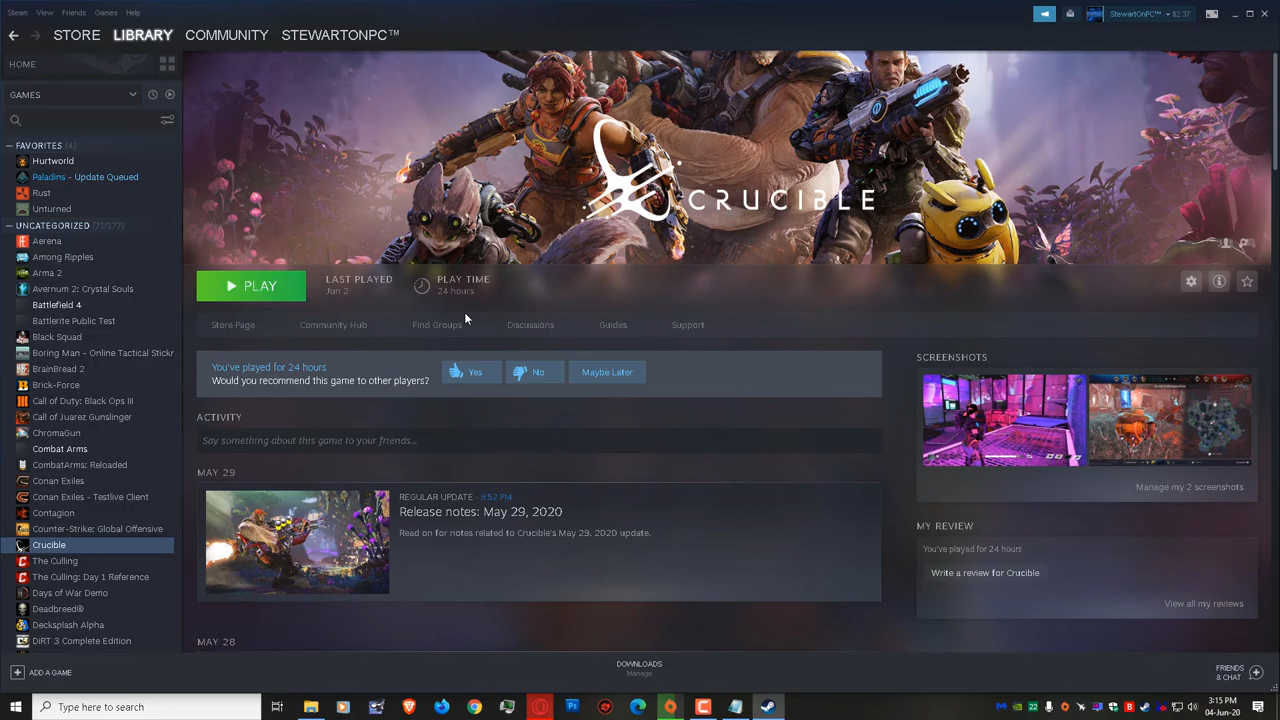 Steam View Friends Games Help
StewartOnPC™ $2.37
STORE LIBRARY COMMUNITY STEWARTONPC™
HOME
GAMES
FAVORITES (4)
Hurtworld
Paladins - Update Queued
Rust
Unturned
UNCATEGORIZED (71/177)
Aerena
Among Ripples
Arma 2
Avernum 2: Crystal Souls
Battlefield 4
Battlerite Public Test
Black Squad
Boring Man - Online Tactical Stickr
BrainBread 2
Brick-Force
Call of Duty: Black Ops III
Call of Juarez Gunslinger
ChromaGun
Combat Arms
CombatArms: Reloaded
Conan Exiles
Conan Exiles - Testlive Client
Contagion
Counter-Strike: Global Offensive
Crucible
The Culling
The Culling: Day 1 Reference
Days of War Demo
Deadbreed®
Decksplash Alpha
DiRT 3 Complete Edition
ADD A GAME
CRUCIBLE
PLAY
LAST PLAYED
Jun 2
PLAY TIME
24 hours
Store Page Community Hub Find Groups Discussions Guides Support
You've played for 24 hours
Would you recommend this game to other players?
Yes No Maybe Later
ACTIVITY
Say something about this game to your friends...
MAY 29
REGULAR UPDATE - 9:52 PM
Release notes: May 29, 2020
Read on for notes related to Crucible's May 29, 2020 update.
MAY 28
SCREENSHOTS
Manage my 2 screenshots
MY REVIEW
You've played for 24 hours
Write a review for Crucible
View all my reviews
DOWNLOADS
Manage
FRIENDS
& CHAT
Type here to search
3:15 PM
04-Jun-20